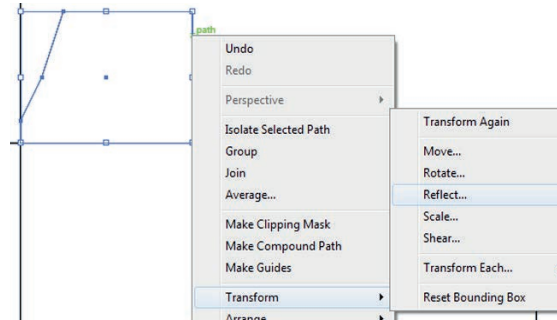 path
Undo
Redo
Perspective
Isolate Selected Path
Group
Join
Average...
Make Clipping Mask
Make Compound Path
Make Guides
Transform
Arrange
Transform Again
Move...
Rotate...
Reflect...
Scale...
Shear...
Transform Each...
Reset Bounding Box